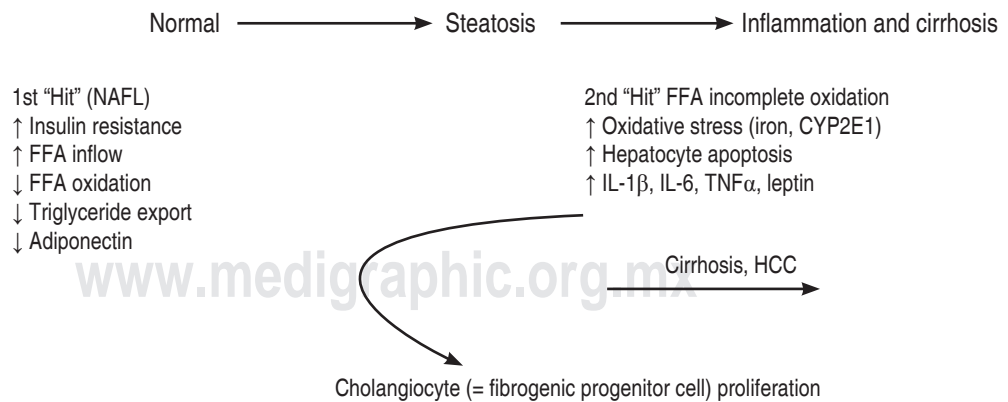 Normal Steatosis Inflammation and cirrhosis
1st “Hit” (NAFL)
↑ Insulin resistance
↑ FFA inflow
↓ FFA oxidation
↓ Triglyceride export
↓ Adiponectin
2nd “Hit” FFA incomplete oxidation
↑ Oxidative stress (iron, CYP2E1)
↑ Hepatocyte apoptosis
↑ IL-1β, IL-6, TNFα, leptin
www.medigraphic.org.mx
Cirrhosis, HCC
Cholangiocyte (= fibrogenic progenitor cell) proliferation